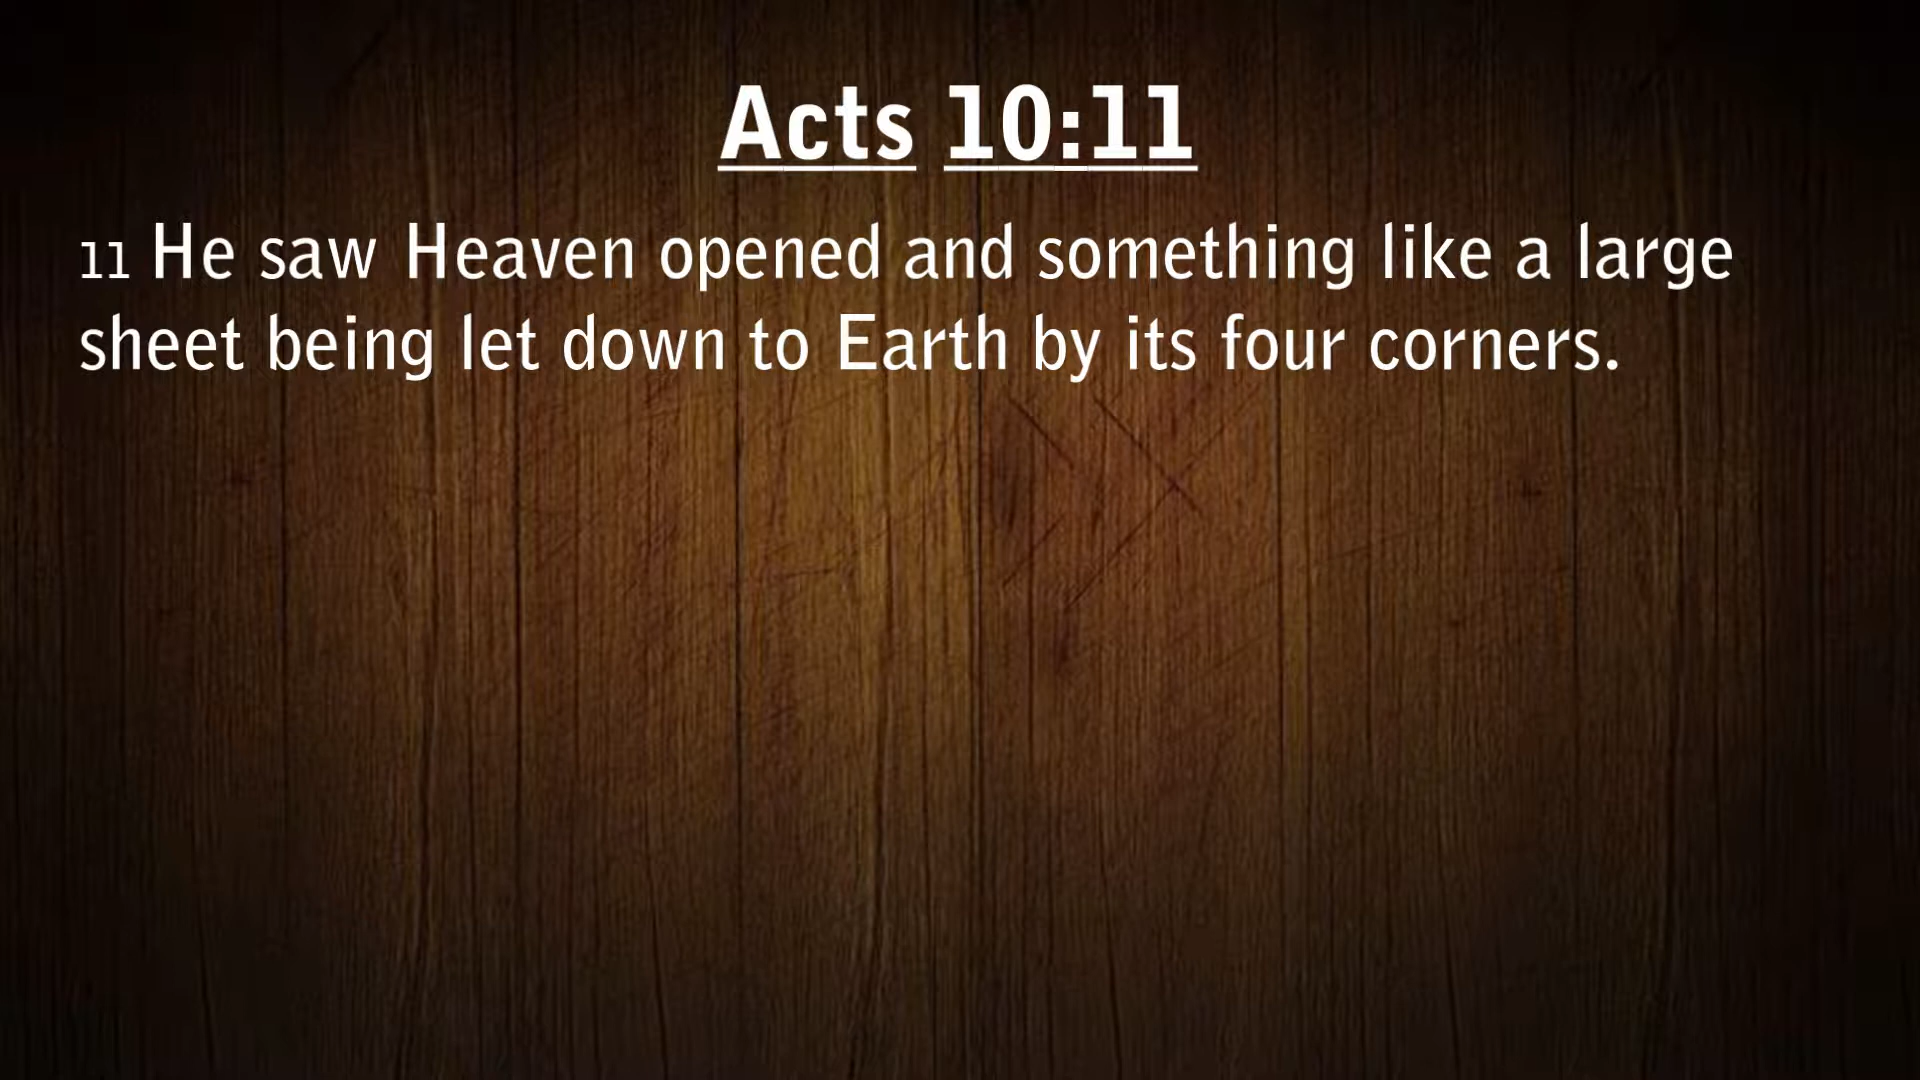 Acts 10:11
11 He saw Heaven opened and something like a large
sheet being let down to Earth by its four corners.